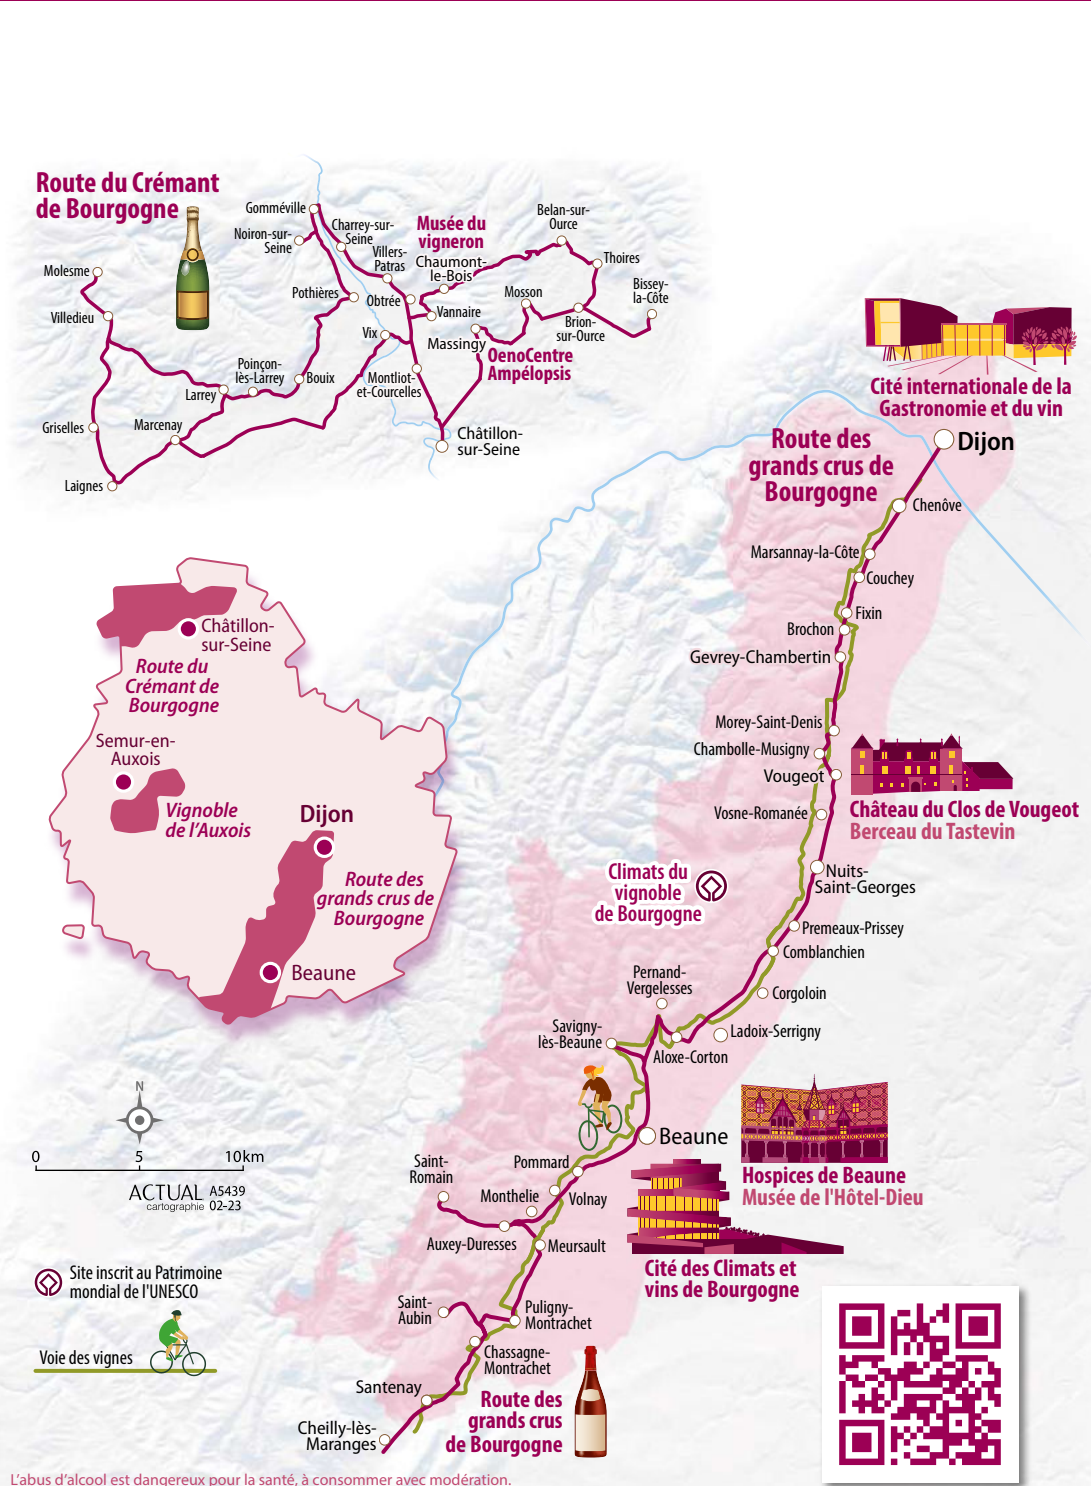 Route du Crémant
de Bourgogne
Gomméville
Noiron-sur-
Seine
Charrey-sur-
Seine
Villers-
Patras
Musée du
vigneron
Chaumont-
le-Bois
Belan-sur-
Ource
Thoires
Bissey-
la-Côte
Molesme
Villedieu
Pothières
Obtrée
Vannaire
Mosson
Brion-
sur-Ource
Vix
Massingy
OenoCentre
Ampélopsis
Poinçon-
lès-Larrey
Bouix
Larrey
Montliot-
et-Courcelles
Griselles
Marcenay
Châtillon-
sur-Seine
Laignes
Cité internationale de la
Gastronomie et du vin
Route des
grands crus de
Bourgogne
Dijon
Chenôve
Marsannay-la-Côte
Couchey
Fixin
Brochon
Gevrey-Chambertin
Morey-Saint-Denis
Chambolle-Musigny
Vougeot
Château du Clos de Vougeot
Berceau du Tastevin
Vosne-Romanée
Nuits-
Saint-Georges
Climats du
vignoble
de Bourgogne
Premeaux-Prissey
Comblanchien
Corgoloin
Pernand-
Vergelesses
Ladoix-Serrigny
Savigny-
lès-Beaune
Aloxe-Corton
Beaune
Hospices de Beaune
Musée de l'Hôtel-Dieu
Pommard
Saint-
Romain
Monthelie
Volnay
Auxey-Duresses
Meursault
Cité des Climats et
vins de Bourgogne
Saint-
Aubin
Puligny-
Montrachet
Chassagne-
Montrachet
Santenay
Route des
grands crus
de Bourgogne
Cheilly-lès-
Maranges
Châtillon-
sur-Seine
Route du
Crémant de
Bourgogne
Semur-en-
Auxois
Vignoble
de l'Auxois
Dijon
Route des
grands crus de
Bourgogne
Beaune
N
0 5 10km
ACTUAL A5439
cartographie 02-23
Site inscrit au Patrimoine
mondial de l'UNESCO
Voie des vignes
L'abus d'alcool est dangereux pour la santé, à consommer avec modération.